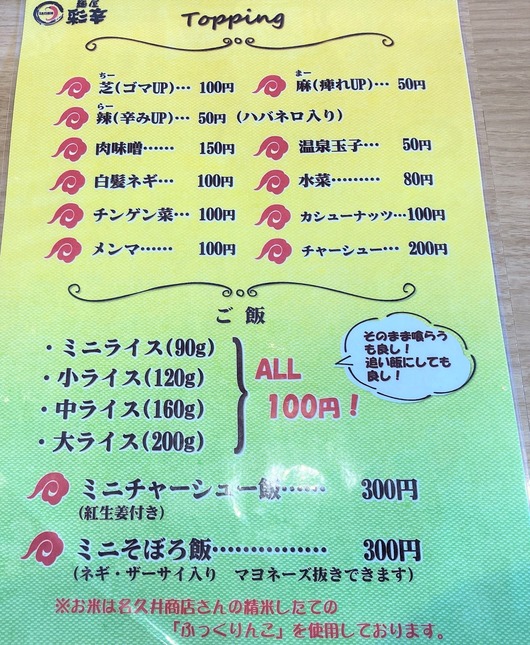 Topping
ちー
芝(ゴマUP)… 100円
まー
麻(痺れUP)… 50円
らー
辣(辛みUP)… 50円 (ハバネロ入り)
肉味噌…… 150円
温泉玉子… 50円
白髪ネギ… 100円
水菜……… 80円
チンゲン菜… 100円
カシューナッツ…100円
メンマ…… 100円
チャーシュー… 200円
ご飯
・ミニライス(90g)
・小ライス(120g)
・中ライス(160g)
・大ライス(200g)
ALL
100円!
そのまま喰らう
も良し!
追い飯にしても
良し!
ミニチャーシュー飯…… 300円
(紅生姜付き)
ミニそぼろ飯…………… 300円
(ネギ・ザーサイ入り マヨネーズ抜きできます)
※お米は名久井商店さんの精米したての
「ふっくりんこ」を使用しております。